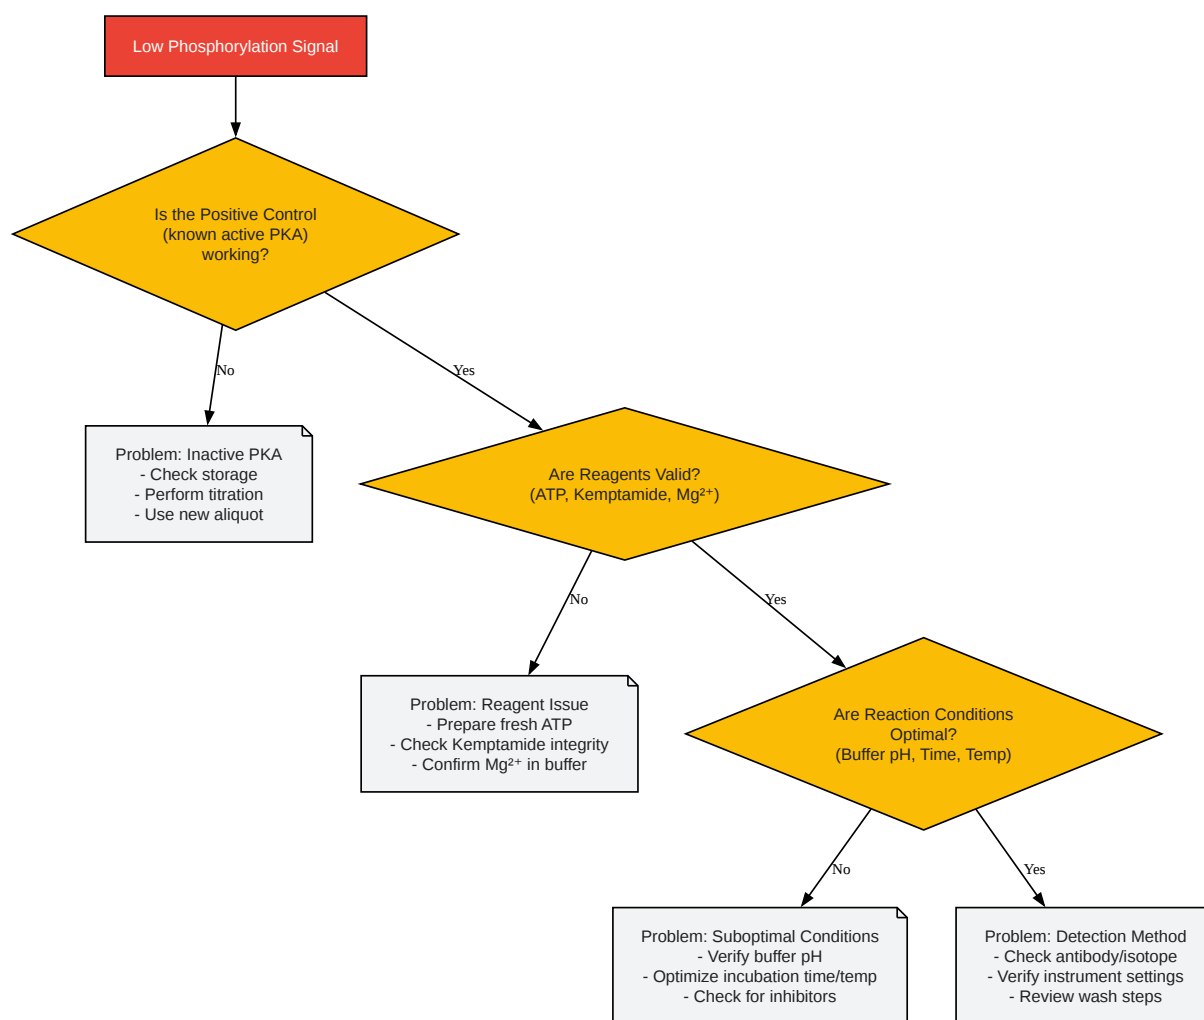 Low Phosphorylation Signal
Is the Positive Control
(known active PKA)
working?
No
Yes
Problem: Inactive PKA
- Check storage
- Perform titration
- Use new aliquot
Are Reagents Valid?
(ATP, Kemptamide, Mg²⁺)
No
Yes
Problem: Reagent Issue
- Prepare fresh ATP
- Check Kemptamide integrity
- Confirm Mg²⁺ in buffer
Are Reaction Conditions
Optimal?
(Buffer pH, Time, Temp)
No
Yes
Problem: Suboptimal Conditions
- Verify buffer pH
- Optimize incubation time/temp
- Check for inhibitors
Problem: Detection Method
- Check antibody/isotope
- Verify instrument settings
- Review wash steps